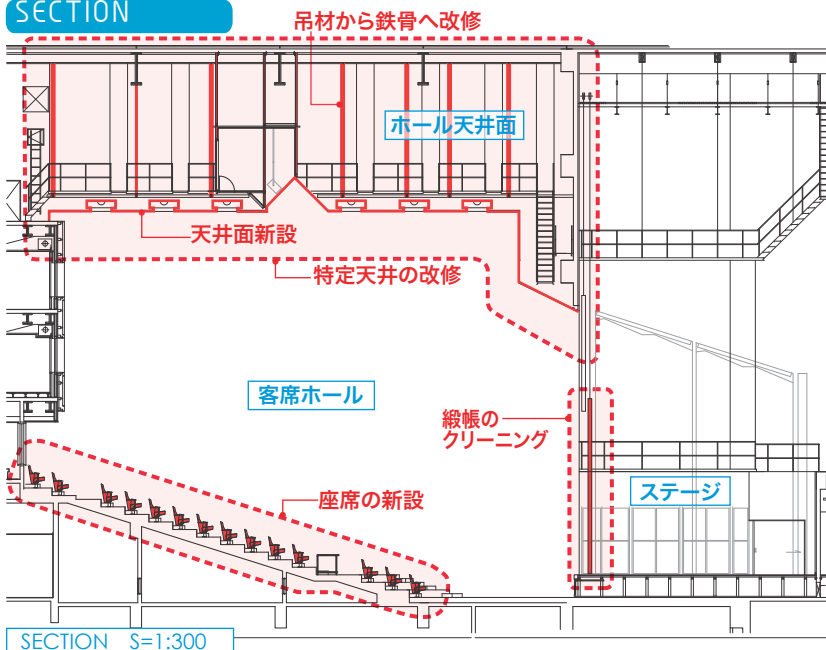 SECTION
吊材から鉄骨へ改修
ホール天井面
天井面新設
特定天井の改修
客席ホール
緞帳の
クリーニング
座席の新設
ステージ
SECTION S=1:300